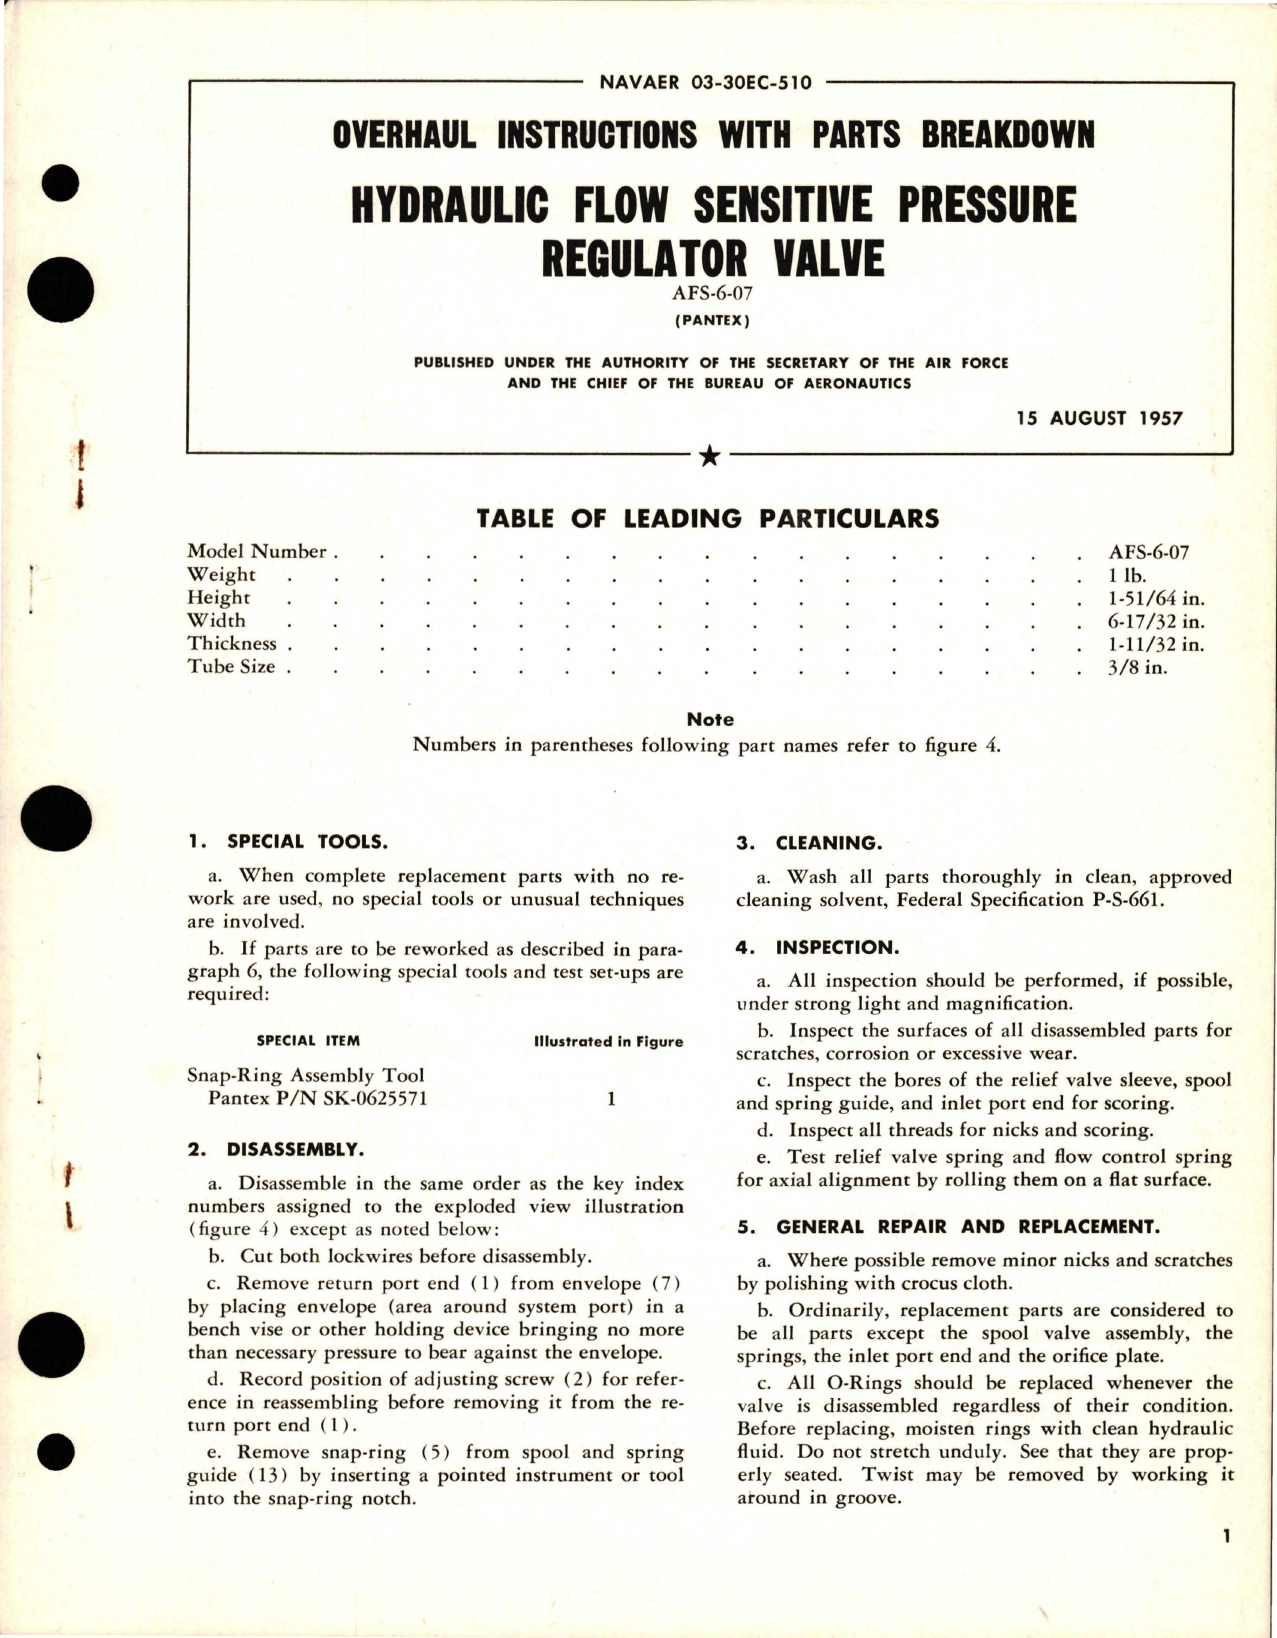 NAVAER 03-30EC-510
OVERHAUL INSTRUCTIONS WITH PARTS BREAKDOWN
HYDRAULIC FLOW SENSITIVE PRESSURE
REGULATOR VALVE
AFS-6-07
(PANTEX)
PUBLISHED UNDER THE AUTHORITY OF THE SECRETARY OF THE AIR FORCE
AND THE CHIEF OF THE BUREAU OF AERONAUTICS
15 AUGUST 1957
TABLE OF LEADING PARTICULARS
Model Number . . . . . . . . . . . . . . . . . AFS-6-07
Weight . . . . . . . . . . . . . . . . . . 1 lb.
Height . . . . . . . . . . . . . . . . . . 1-51/64 in.
Width . . . . . . . . . . . . . . . . . . 6-17/32 in.
Thickness . . . . . . . . . . . . . . . . . . 1-11/32 in.
Tube Size . . . . . . . . . . . . . . . . . . 3/8 in.
Note
Numbers in parentheses following part names refer to figure 4.
1. SPECIAL TOOLS.
a. When complete replacement parts with no re-
work are used, no special tools or unusual techniques
are involved.
b. If parts are to be reworked as described in para-
graph 6, the following special tools and test set-ups are
required:
SPECIAL ITEM Illustrated in Figure
Snap-Ring Assembly Tool
Pantex P/N SK-0625571 1
2. DISASSEMBLY.
a. Disassemble in the same order as the key index
numbers assigned to the exploded view illustration
(figure 4) except as noted below:
b. Cut both lockwires before disassembly.
c. Remove return port end (1) from envelope (7)
by placing envelope (area around system port) in a
bench vise or other holding device bringing no more
than necessary pressure to bear against the envelope.
d. Record position of adjusting screw (2) for refer-
ence in reassembling before removing it from the re-
turn port end (1).
e. Remove snap-ring (5) from spool and spring
guide (13) by inserting a pointed instrument or tool
into the snap-ring notch.
3. CLEANING.
a. Wash all parts thoroughly in clean, approved
cleaning solvent, Federal Specification P-S-661.
4. INSPECTION.
a. All inspection should be performed, if possible,
under strong light and magnification.
b. Inspect the surfaces of all disassembled parts for
scratches, corrosion or excessive wear.
c. Inspect the bores of the relief valve sleeve, spool
and spring guide, and inlet port end for scoring.
d. Inspect all threads for nicks and scoring.
e. Test relief valve spring and flow control spring
for axial alignment by rolling them on a flat surface.
5. GENERAL REPAIR AND REPLACEMENT.
a. Where possible remove minor nicks and scratches
by polishing with crocus cloth.
b. Ordinarily, replacement parts are considered to
be all parts except the spool valve assembly, the
springs, the inlet port end and the orifice plate.
c. All O-Rings should be replaced whenever the
valve is disassembled regardless of their condition.
Before replacing, moisten rings with clean hydraulic
fluid. Do not stretch unduly. See that they are prop-
erly seated. Twist may be removed by working it
around in groove.
1